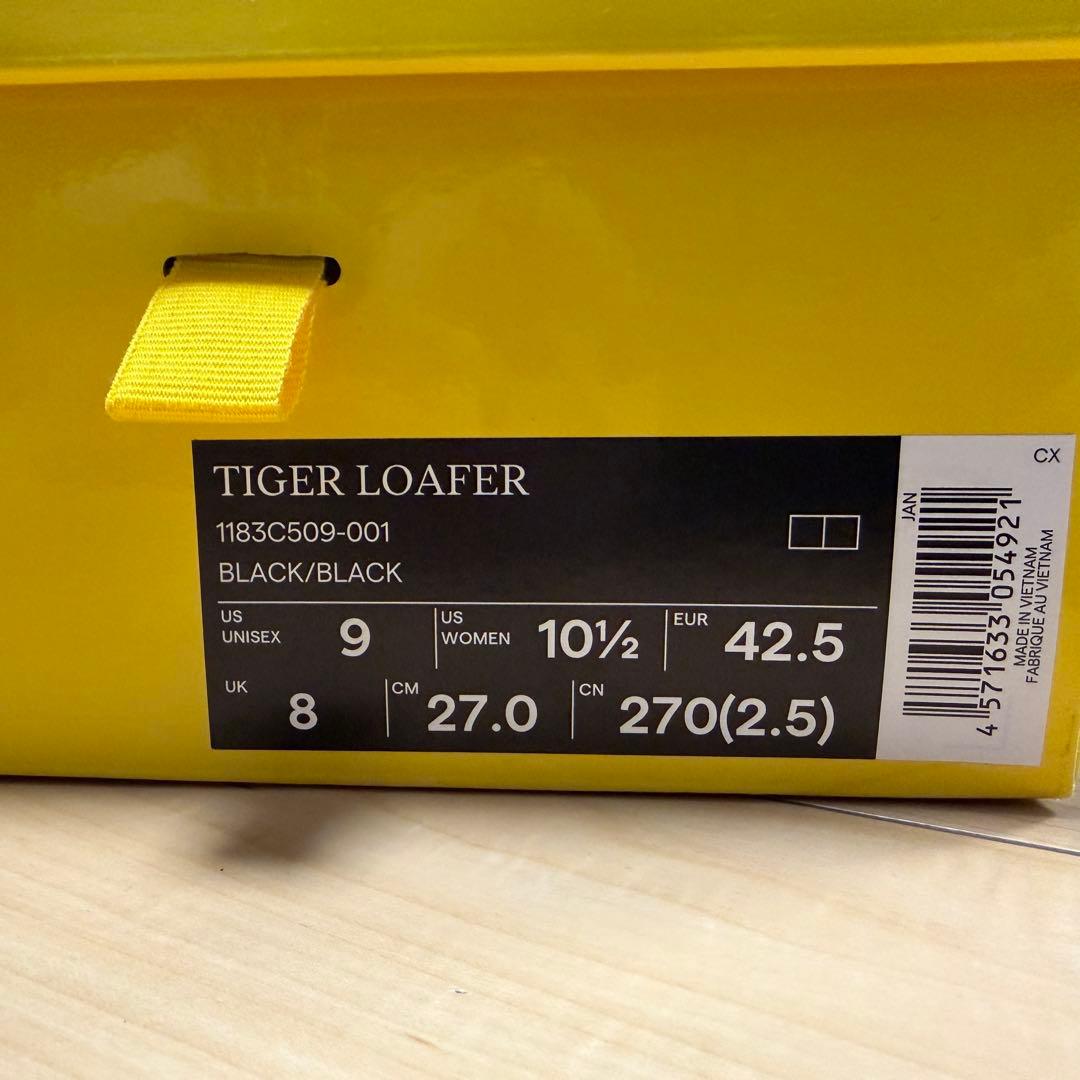 TIGER LOAFER
1183C509-001
BLACK/BLACK
US UNISEX 9
US WOMEN 10½
EUR 42.5
UK 8
CM 27.0
CN 270(2.5)
CX
JAN
4 571633 054921
MADE IN VIETNAM
FABRIQUE AU VIETNAM